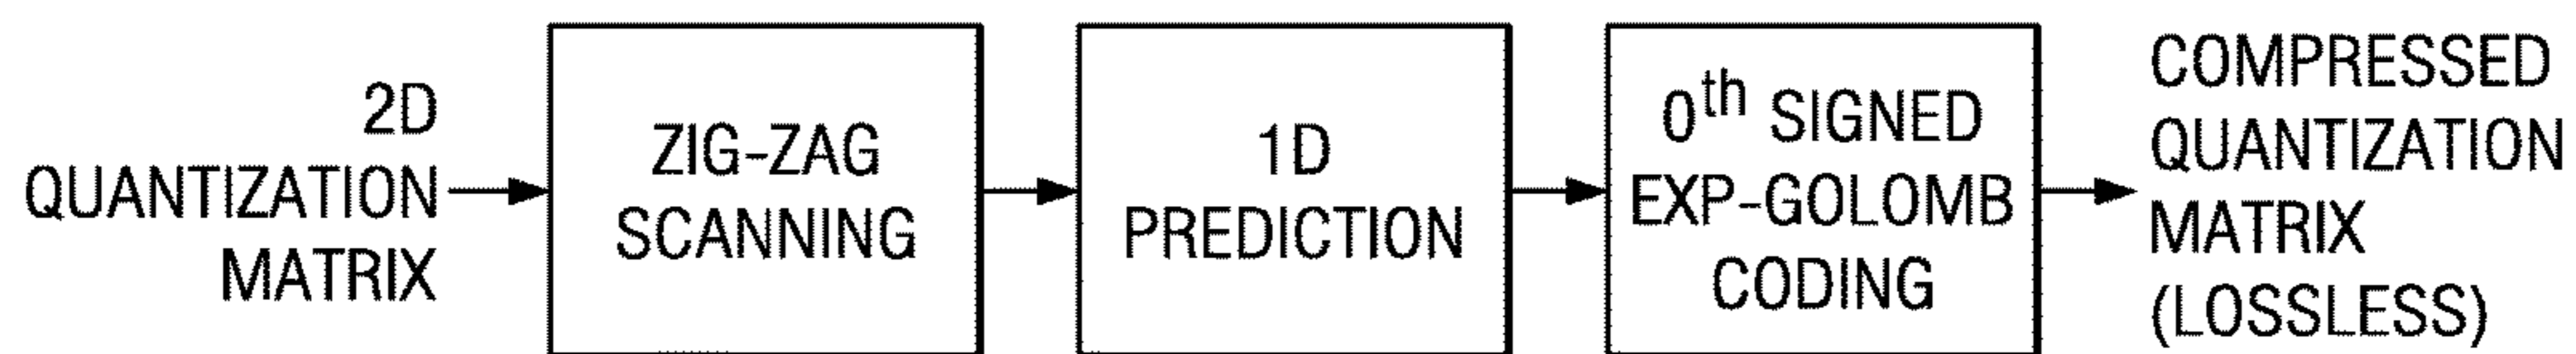 2D
QUANTIZATION
MATRIX
ZIG-ZAG
SCANNING
1D
PREDICTION
0th SIGNED
EXP-GOLOMB
CODING
COMPRESSED
QUANTIZATION
MATRIX
(LOSSLESS)